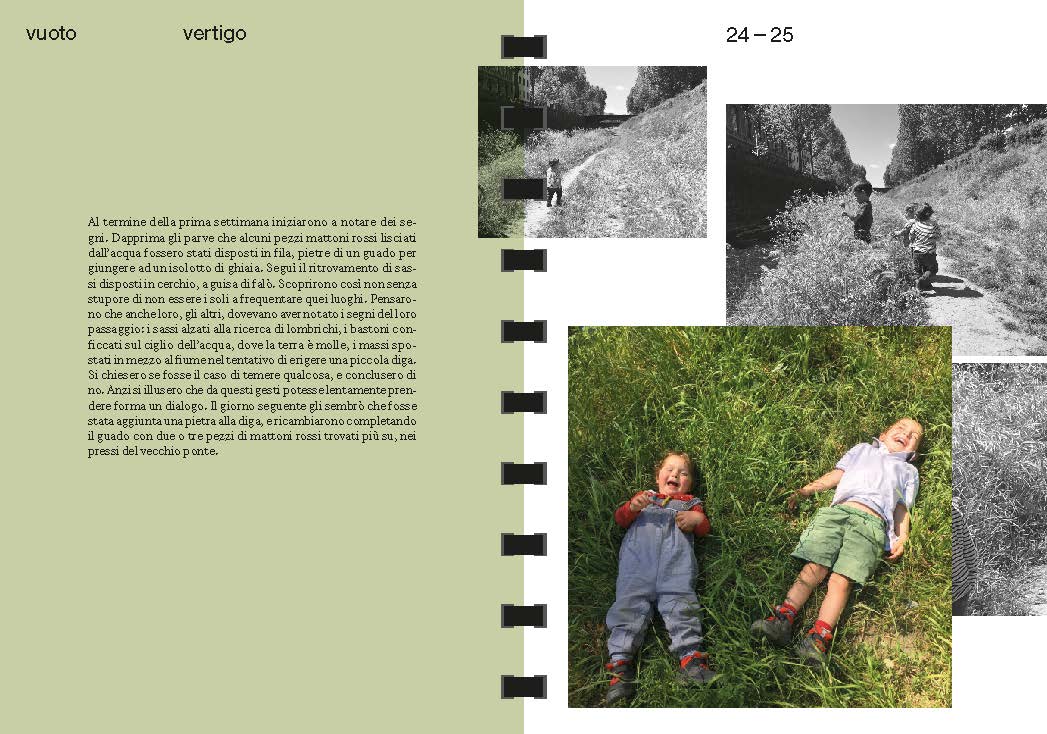 vuoto vertigo
24 – 25
Al termine della prima settimana iniziarono a notare dei se-
gni. Dapprima gli parve che alcuni pezzi mattoni rossi lisciati
dall'acqua fossero stati disposti in fila, pietre di un guado per
giungere ad un isolotto di ghiaia. Seguì il ritrovamento di sas-
si disposti in cerchio, a guisa di falò. Scoprirono così non senza
stupore di non essere i soli a frequentare quei luoghi. Pensaro-
no che anche loro, gli altri, dovevano aver notato i segni del loro
passaggio: i sassi alzati alla ricerca di lombrichi, i bastoni con-
ficcati sul ciglio dell'acqua, dove la terra è molle, i massi spo-
stati in mezzo al fiume nel tentativo di erigere una piccola diga.
Si chiesero se fosse il caso di temere qualcosa, e conclusero di
no. Anzi si illusero che da questi gesti potesse lentamente pren-
dere forma un dialogo. Il giorno seguente gli sembrò che fosse
stata aggiunta una pietra alla diga, e ricambiarono completando
il guado con due o tre pezzi di mattoni rossi trovati più su, nei
pressi del vecchio ponte.